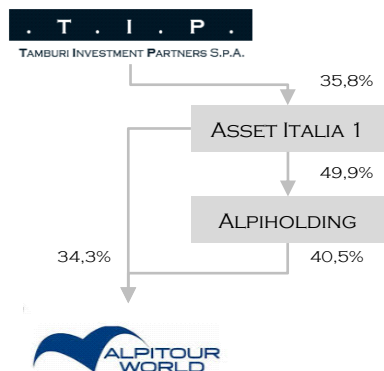 . T . I . P .
TAMBURI INVESTMENT PARTNERS S.P.A.
35,8%
ASSET ITALIA 1
49,9%
ALPIHOLDING
34,3%
40,5%
ALPITOUR
WORLD